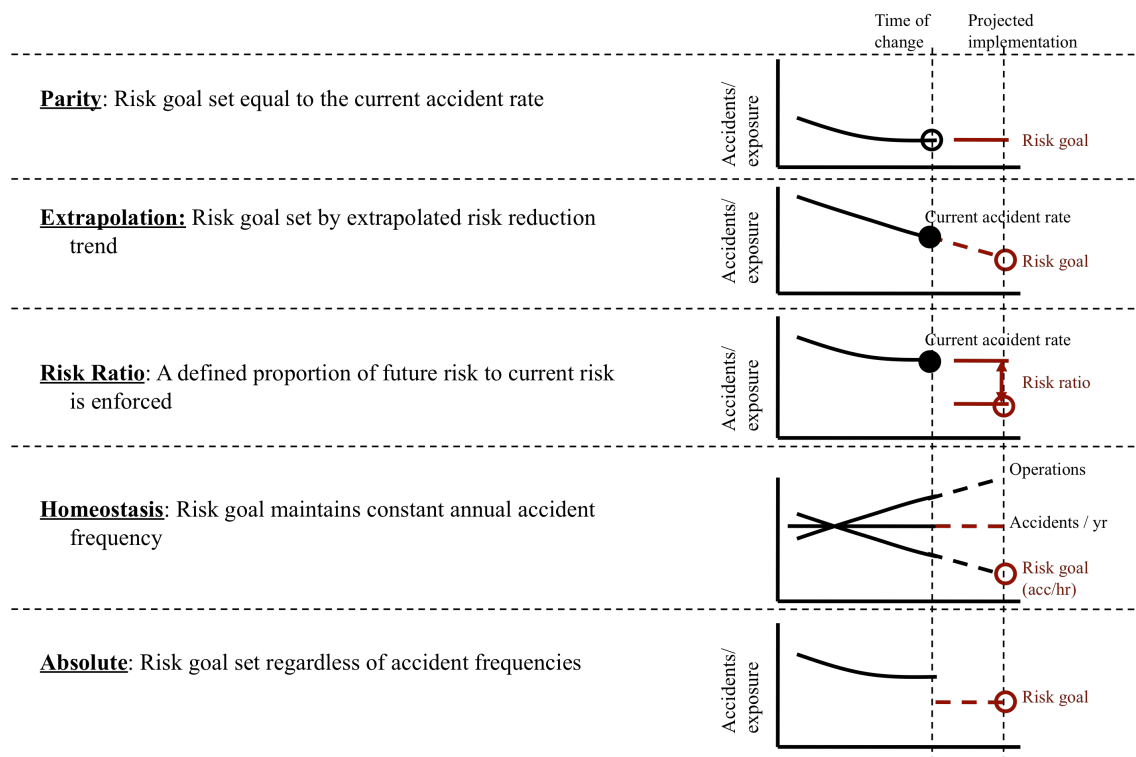 Time of
change
Projected
implementation
Parity: Risk goal set equal to the current accident rate
Accidents/
exposure
Risk goal
Extrapolation: Risk goal set by extrapolated risk reduction
trend
Accidents/
exposure
Current accident rate
Risk goal
Risk Ratio: A defined proportion of future risk to current risk
is enforced
Accidents/
exposure
Current accident rate
Risk ratio
Homeostasis: Risk goal maintains constant annual accident
frequency
Operations
Accidents / yr
Risk goal
(acc/hr)
Absolute: Risk goal set regardless of accident frequencies
Accidents/
exposure
Risk goal